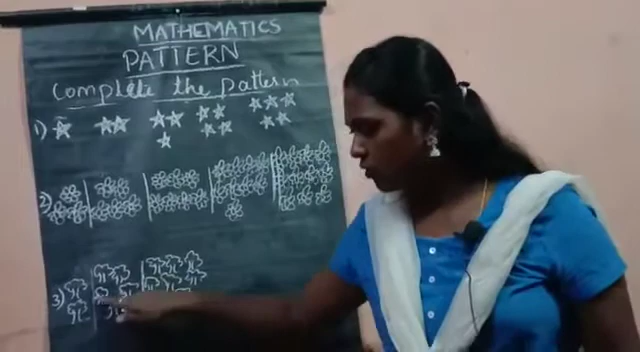 MATHEMATICS
PATTERN
Complete the pattern
1)
2)
3)